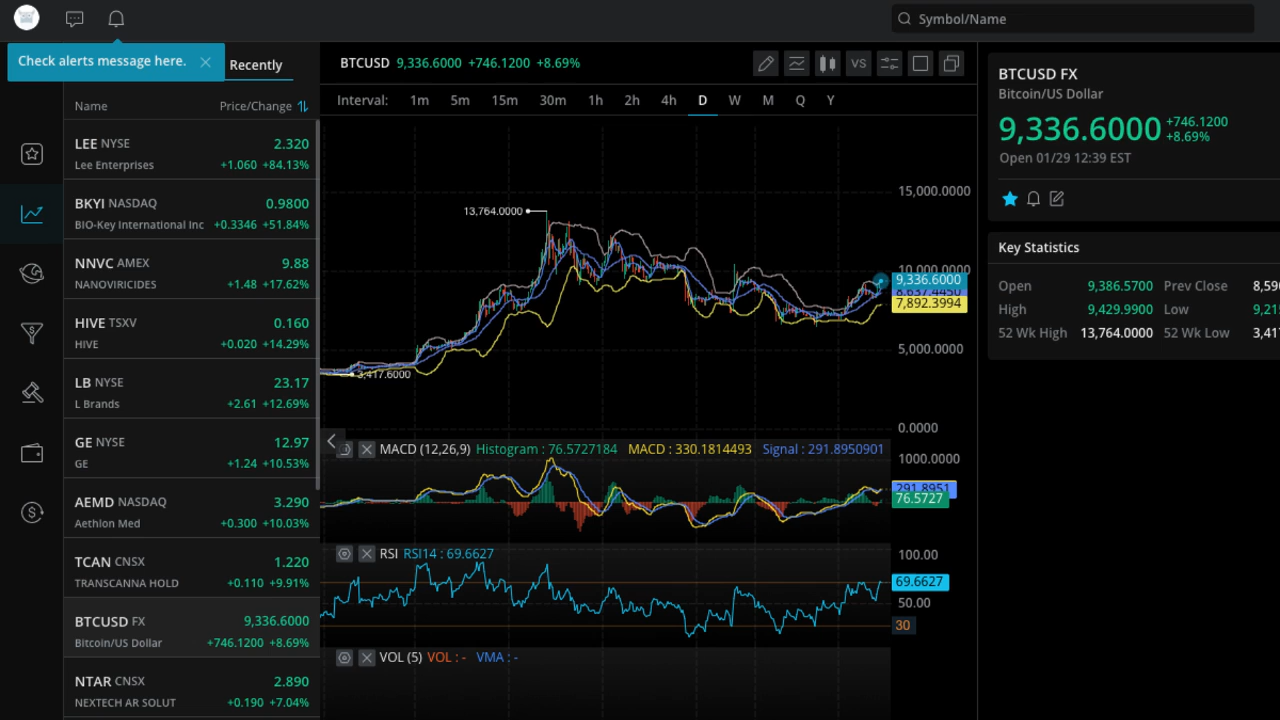 Symbol/Name
Check alerts message here.
Recently
Name Price/Change
LEE NYSE 2.320
Lee Enterprises +1.060 +84.13%
BKYI NASDAQ 0.9800
BIO-Key International Inc +0.3346 +51.84%
NNVC AMEX 9.88
NANOVIRICIDES +1.48 +17.62%
HIVE TSXV 0.160
HIVE +0.020 +14.29%
LB NYSE 23.17
L Brands +2.61 +12.69%
GE NYSE 12.97
GE +1.24 +10.53%
AEMD NASDAQ 3.290
Aethlon Med +0.300 +10.03%
TCAN CNSX 1.220
TRANSCANNA HOLD +0.110 +9.91%
BTCUSD FX 9,336.6000
Bitcoin/US Dollar +746.1200 +8.69%
NTAR CNSX 2.890
NEXTECH AR SOLUT +0.190 +7.04%
BTCUSD 9,336.6000 +746.1200 +8.69%
VS
Interval: 1m 5m 15m 30m 1h 2h 4h D W M Q Y
15,000.0000
13,764.0000
10,000.0000
9,336.6000
8,637.4450
7,892.3994
5,000.0000
3,417.6000
0.0000
MACD (12,26,9) Histogram : 76.5727184 MACD : 330.1814493 Signal : 291.8950901
1000.0000
291.8951
76.5727
RSI RSI14 : 69.6627
100.00
69.6627
50.00
30
VOL (5) VOL : - VMA : -
BTCUSD FX
Bitcoin/US Dollar
9,336.6000 +746.1200
+8.69%
Open 01/29 12:39 EST
Key Statistics
Open 9,386.5700 Prev Close 8,59
High 9,429.9900 Low 9,21
52 Wk High 13,764.0000 52 Wk Low 3,41